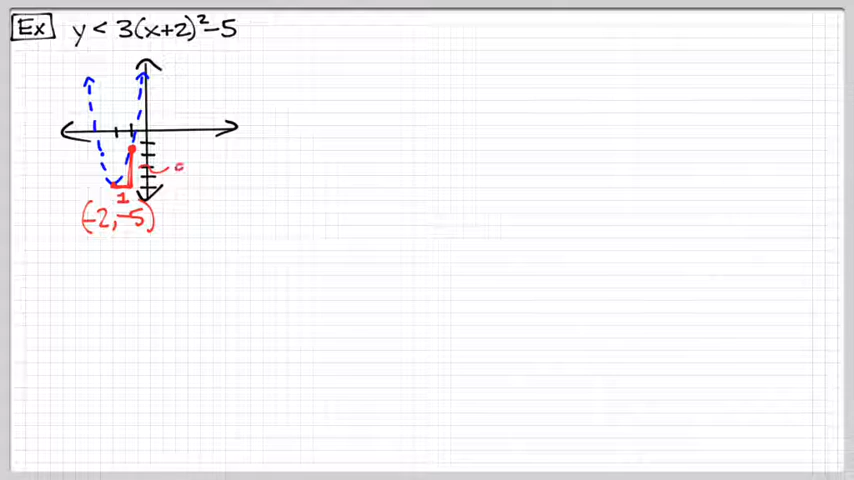 Ex y < 3(x+2)²-5
1
(-2,-5)